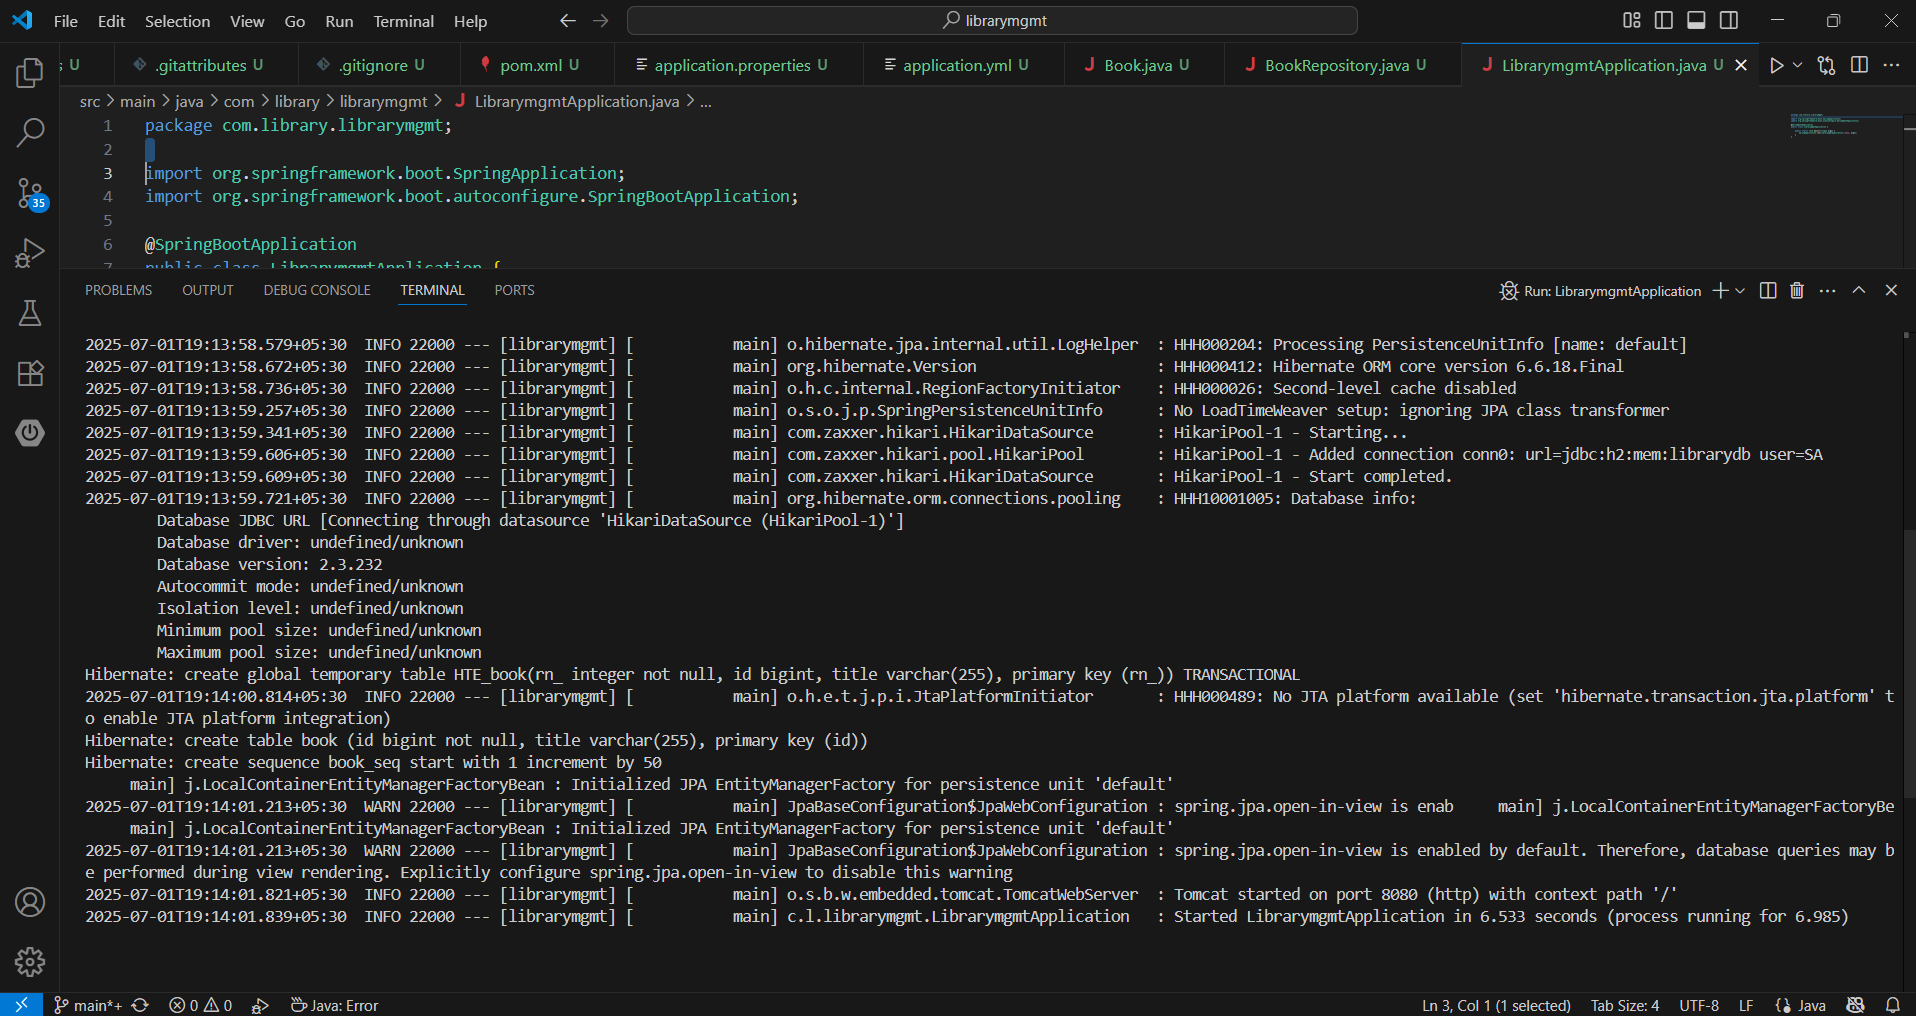 File Edit Selection View Go Run Terminal Help librarymgmt
s U .gitattributes U .gitignore U pom.xml U application.properties U application.yml U Book.java U BookRepository.java U LibrarymgmtApplication.java U
src > main > java > com > library > librarymgmt > LibrarymgmtApplication.java > ...
1 package com.library.librarymgmt;
2
3 import org.springframework.boot.SpringApplication;
4 import org.springframework.boot.autoconfigure.SpringBootApplication;
5
6 @SpringBootApplication
7 public class LibrarymgmtApplication {
35
PROBLEMS OUTPUT DEBUG CONSOLE TERMINAL PORTS Run: LibrarymgmtApplication
2025-07-01T19:13:58.579+05:30  INFO 22000 --- [librarymgmt] [           main] o.hibernate.jpa.internal.util.LogHelper  : HHH000204: Processing PersistenceUnitInfo [name: default]
2025-07-01T19:13:58.672+05:30  INFO 22000 --- [librarymgmt] [           main] org.hibernate.Version                    : HHH000412: Hibernate ORM core version 6.6.18.Final
2025-07-01T19:13:58.736+05:30  INFO 22000 --- [librarymgmt] [           main] o.h.c.internal.RegionFactoryInitiator    : HHH000026: Second-level cache disabled
2025-07-01T19:13:59.257+05:30  INFO 22000 --- [librarymgmt] [           main] o.s.o.j.p.SpringPersistenceUnitInfo      : No LoadTimeWeaver setup: ignoring JPA class transformer
2025-07-01T19:13:59.341+05:30  INFO 22000 --- [librarymgmt] [           main] com.zaxxer.hikari.HikariDataSource       : HikariPool-1 - Starting...
2025-07-01T19:13:59.606+05:30  INFO 22000 --- [librarymgmt] [           main] com.zaxxer.hikari.pool.HikariPool        : HikariPool-1 - Added connection conn0: url=jdbc:h2:mem:librarydb user=SA
2025-07-01T19:13:59.609+05:30  INFO 22000 --- [librarymgmt] [           main] com.zaxxer.hikari.HikariDataSource       : HikariPool-1 - Start completed.
2025-07-01T19:13:59.721+05:30  INFO 22000 --- [librarymgmt] [           main] org.hibernate.orm.connections.pooling    : HHH10001005: Database info:
Database JDBC URL [Connecting through datasource 'HikariDataSource (HikariPool-1)']
Database driver: undefined/unknown
Database version: 2.3.232
Autocommit mode: undefined/unknown
Isolation level: undefined/unknown
Minimum pool size: undefined/unknown
Maximum pool size: undefined/unknown
Hibernate: create global temporary table HTE_book(rn_ integer not null, id bigint, title varchar(255), primary key (rn_)) TRANSACTIONAL
2025-07-01T19:14:00.814+05:30  INFO 22000 --- [librarymgmt] [           main] o.h.e.t.j.p.i.JtaPlatformInitiator       : HHH000489: No JTA platform available (set 'hibernate.transaction.jta.platform' t
o enable JTA platform integration)
Hibernate: create table book (id bigint not null, title varchar(255), primary key (id))
Hibernate: create sequence book_seq start with 1 increment by 50
main] j.LocalContainerEntityManagerFactoryBean : Initialized JPA EntityManagerFactory for persistence unit 'default'
2025-07-01T19:14:01.213+05:30  WARN 22000 --- [librarymgmt] [           main] JpaBaseConfiguration$JpaWebConfiguration : spring.jpa.open-in-view is enab     main] j.LocalContainerEntityManagerFactoryBe
main] j.LocalContainerEntityManagerFactoryBean : Initialized JPA EntityManagerFactory for persistence unit 'default'
2025-07-01T19:14:01.213+05:30  WARN 22000 --- [librarymgmt] [           main] JpaBaseConfiguration$JpaWebConfiguration : spring.jpa.open-in-view is enabled by default. Therefore, database queries may b
e performed during view rendering. Explicitly configure spring.jpa.open-in-view to disable this warning
2025-07-01T19:14:01.821+05:30  INFO 22000 --- [librarymgmt] [           main] o.s.b.w.embedded.tomcat.TomcatWebServer  : Tomcat started on port 8080 (http) with context path '/'
2025-07-01T19:14:01.839+05:30  INFO 22000 --- [librarymgmt] [           main] c.l.librarymgmt.LibrarymgmtApplication   : Started LibrarymgmtApplication in 6.533 seconds (process running for 6.985)
main*+ 0 0 Java: Error Ln 3, Col 1 (1 selected) Tab Size: 4 UTF-8 LF Java